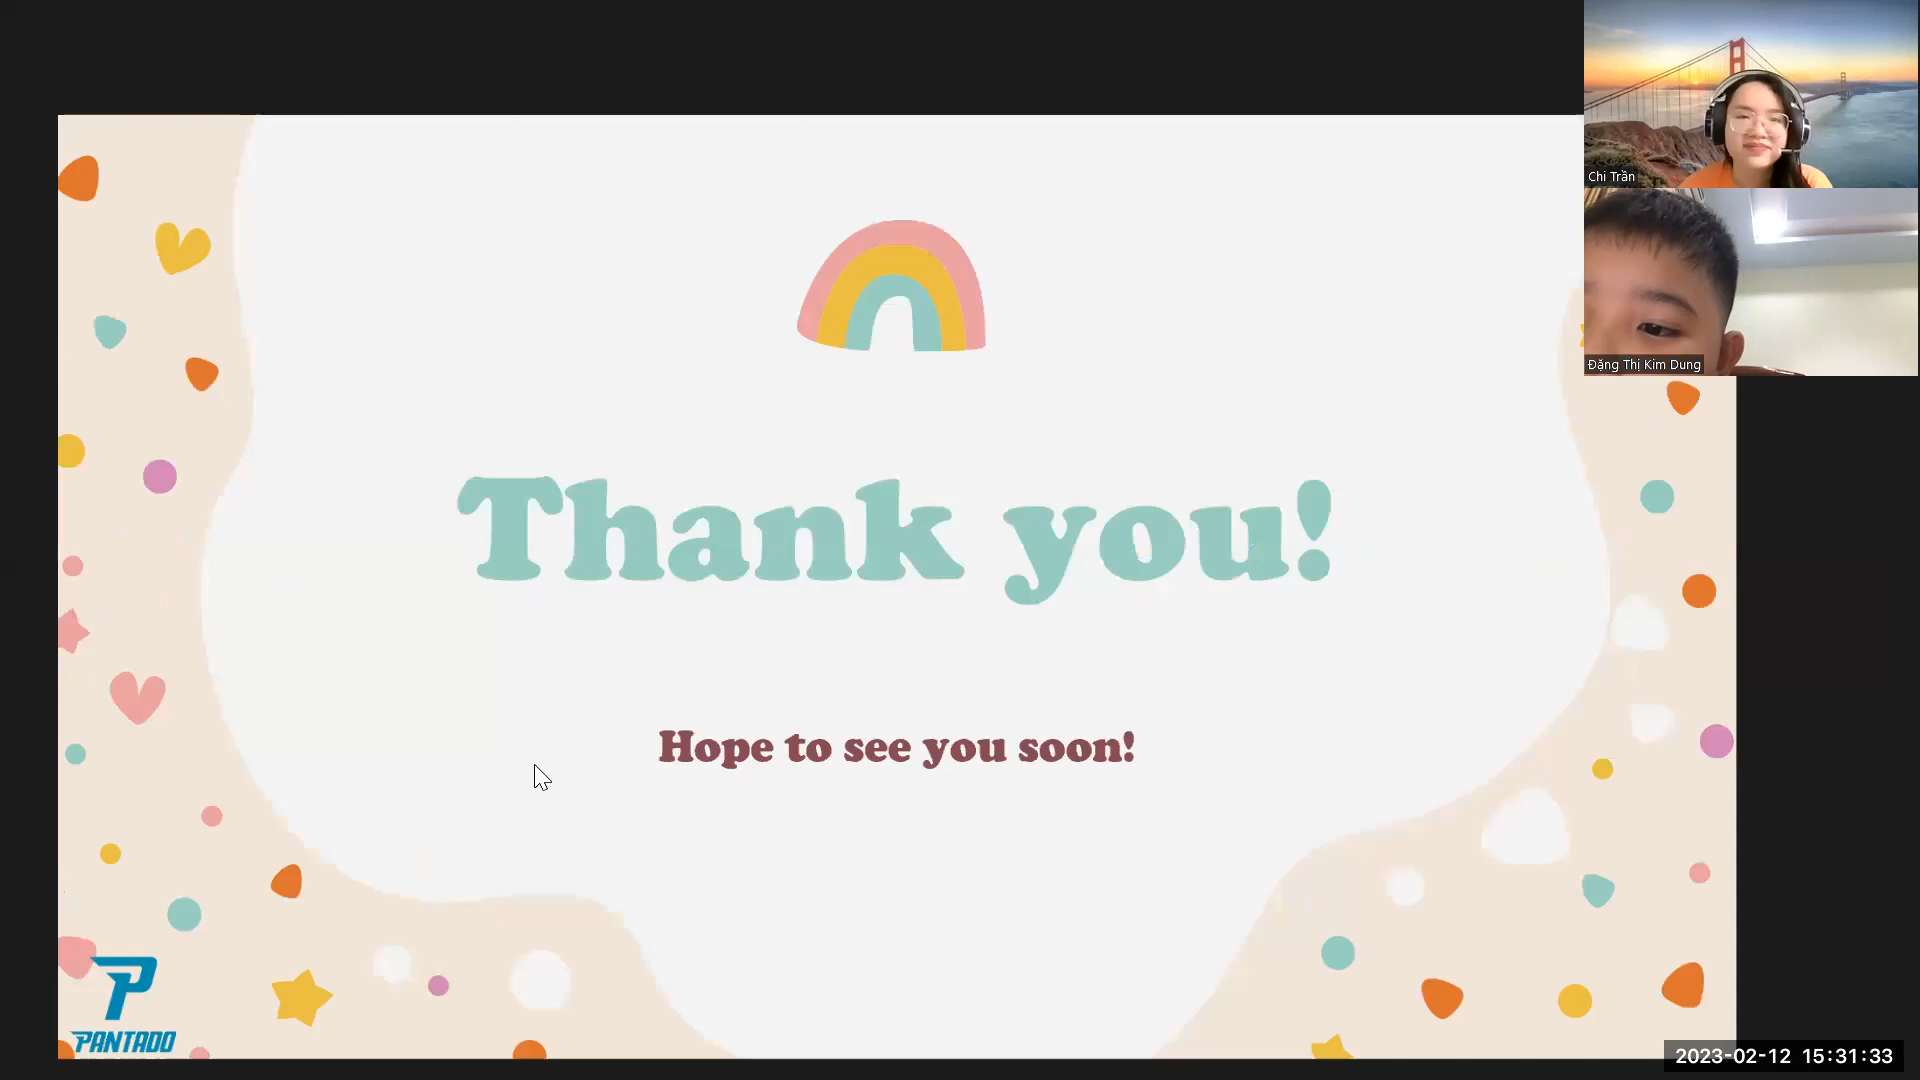 Chi Trần
Đặng Thị Kim Dung
Thank you!
Hope to see you soon!
PANTADO
2023-02-12 15:31:33